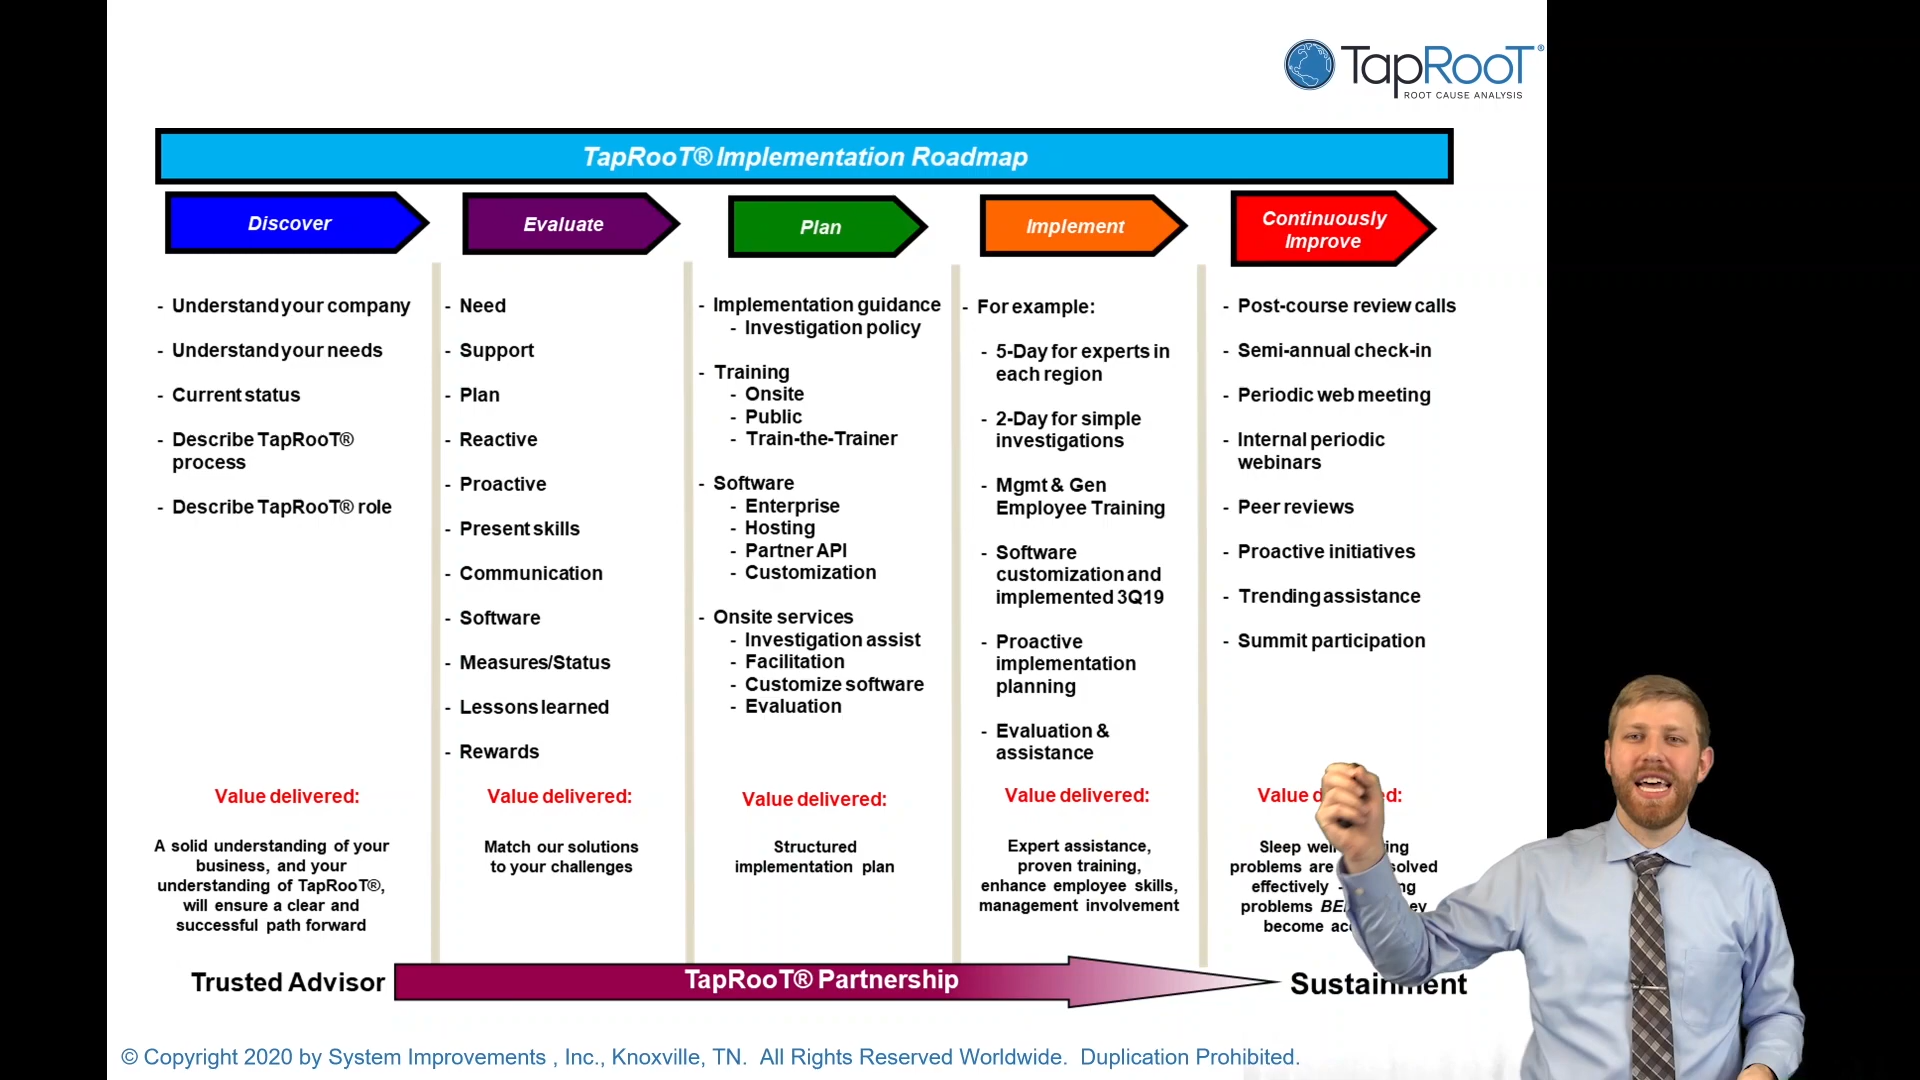 TapRooT®
ROOT CAUSE ANALYSIS
TapRooT® Implementation Roadmap
Discover
- Understand your company
- Understand your needs
- Current status
- Describe TapRooT®
process
- Describe TapRooT® role
Value delivered:
A solid understanding of your
business, and your
understanding of TapRooT®,
will ensure a clear and
successful path forward
Evaluate
- Need
- Support
- Plan
- Reactive
- Proactive
- Present skills
- Communication
- Software
- Measures/Status
- Lessons learned
- Rewards
Value delivered:
Match our solutions
to your challenges
Plan
- Implementation guidance
- Investigation policy
- Training
- Onsite
- Public
- Train-the-Trainer
- Software
- Enterprise
- Hosting
- Partner API
- Customization
- Onsite services
- Investigation assist
- Facilitation
- Customize software
- Evaluation
Value delivered:
Structured
implementation plan
Implement
- For example:
- 5-Day for experts in
each region
- 2-Day for simple
investigations
- Mgmt & Gen
Employee Training
- Software
customization and
implemented 3Q19
- Proactive
implementation
planning
- Evaluation &
assistance
Value delivered:
Expert assistance,
proven training,
enhance employee skills,
management involvement
Continuously
Improve
- Post-course review calls
- Semi-annual check-in
- Periodic web meeting
- Internal periodic
webinars
- Peer reviews
- Proactive initiatives
- Trending assistance
- Summit participation
Value
Sleep
problems are
effectively
problems
become
Trusted Advisor
TapRooT® Partnership
Sustainment
© Copyright 2020 by System Improvements , Inc., Knoxville, TN. All Rights Reserved Worldwide. Duplication Prohibited.